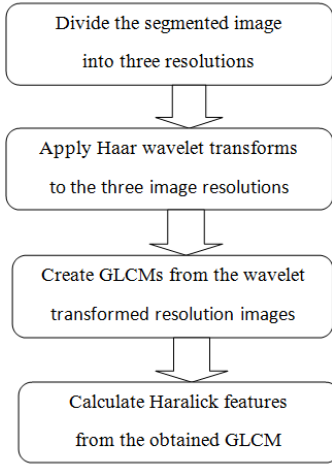 Divide the segmented image
into three resolutions
Apply Haar wavelet transforms
to the three image resolutions
Create GLCMs from the wavelet
transformed resolution images
Calculate Haralick features
from the obtained GLCM